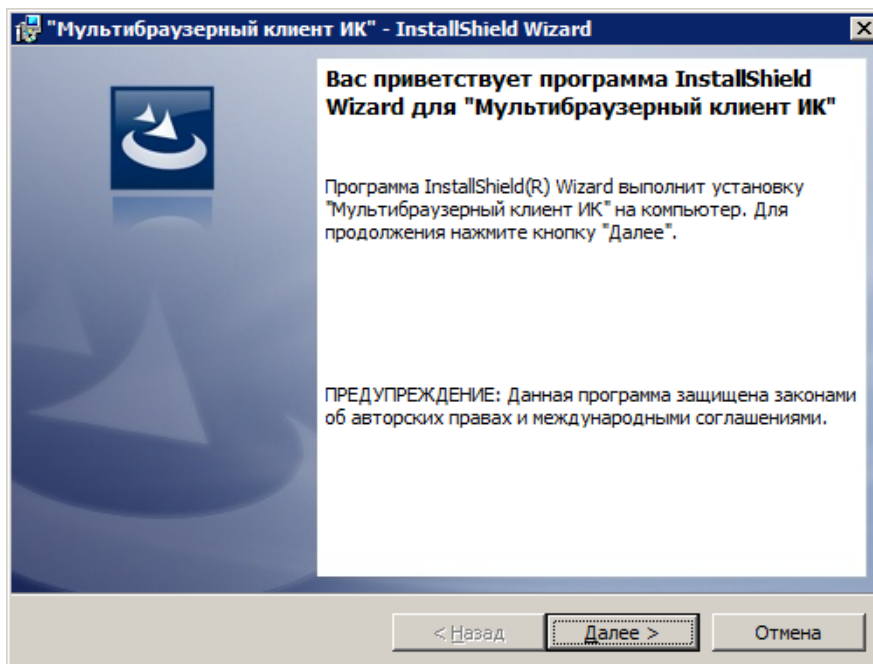 "Мультибраузерный клиент ИК" - InstallShield Wizard
Вас приветствует программа InstallShield
Wizard для "Мультибраузерный клиент ИК"
Программа InstallShield(R) Wizard выполнит установку
"Мультибраузерный клиент ИК" на компьютер. Для
продолжения нажмите кнопку "Далее".
ПРЕДУПРЕЖДЕНИЕ: Данная программа защищена законами
об авторских правах и международными соглашениями.
< Назад
Далее >
Отмена